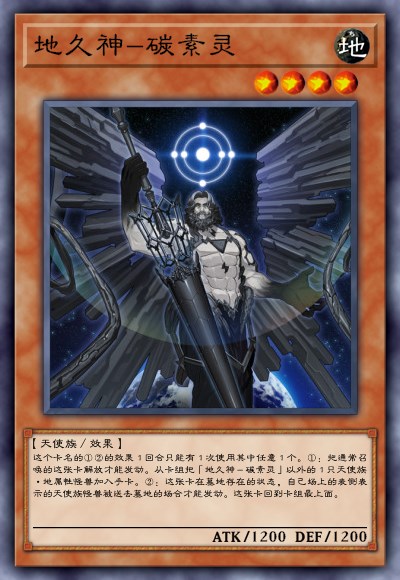 地久神－碳素灵
地
【天使族／效果】
这个卡名的①②的效果1回合只能有1次使用其中任意1个。①：把通常召
唤的这张卡解放才能发动。从卡组把「地久神－碳素灵」以外的1只天使族
·地属性怪兽加入手卡。②：这张卡在墓地存在的状态，自己场上的表侧表
示的天使族怪兽被送去墓地的场合才能发动。这张卡回到卡组最上面。
ATK/1200 DEF/1200